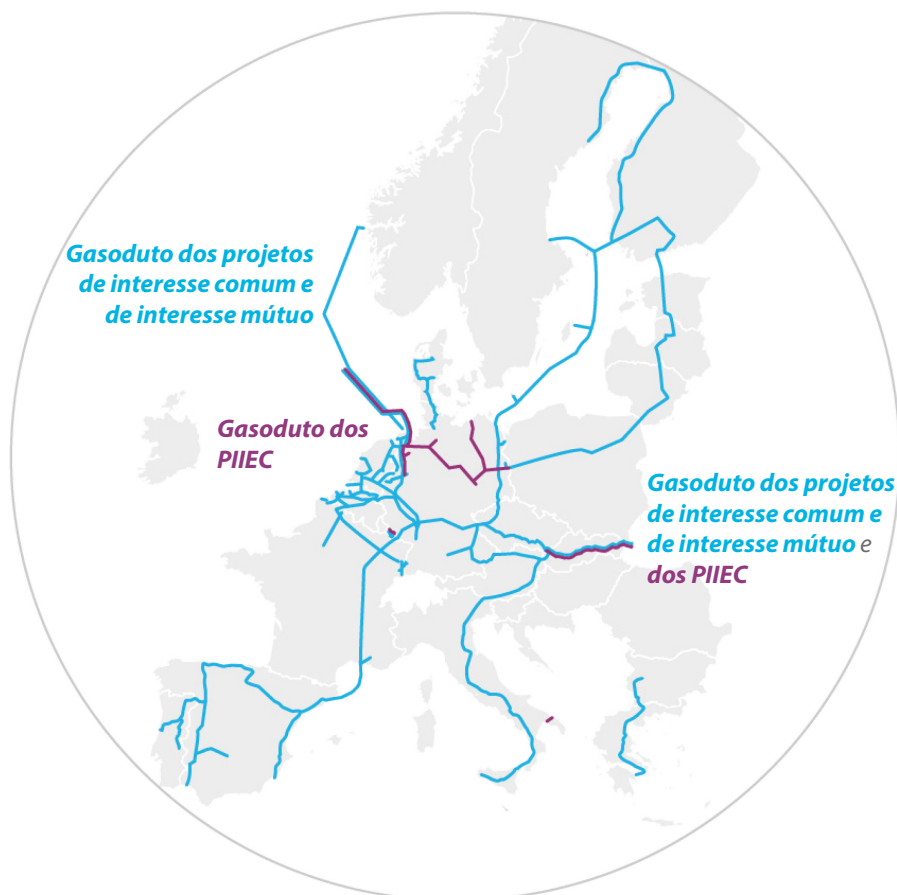 Gasoduto dos projetos
de interesse comum e
de interesse mútuo
Gasoduto dos
PIIEC
Gasoduto dos projetos
de interesse comum e
de interesse mútuo e
dos PIIEC